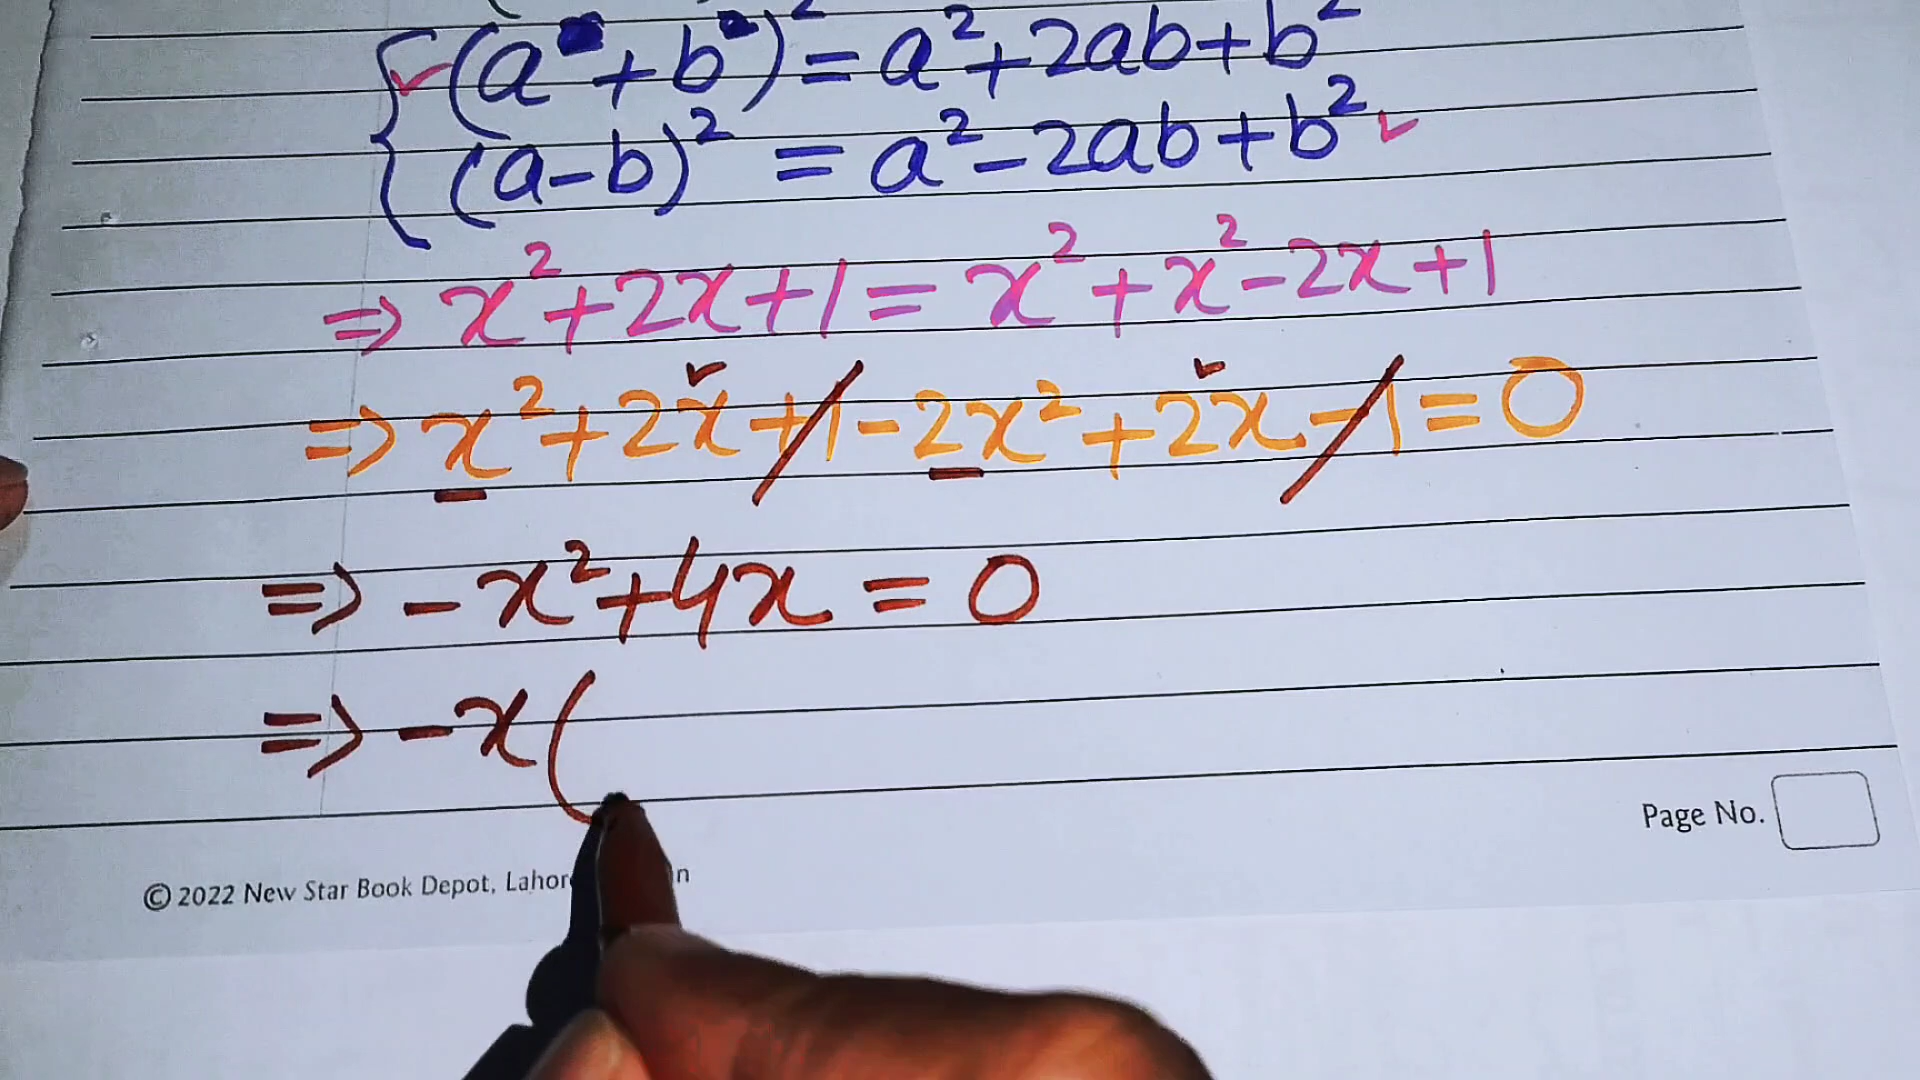 (a + b)² = a² + 2ab + b²
(a - b)² = a² - 2ab + b²
⇒ x² + 2x + 1 = x² + x² - 2x + 1
⇒ x² + 2x + 1 - 2x² + 2x - 1 = 0
⇒ - x² + 4x = 0
⇒ - x (
Page No.
© 2022 New Star Book Depot,